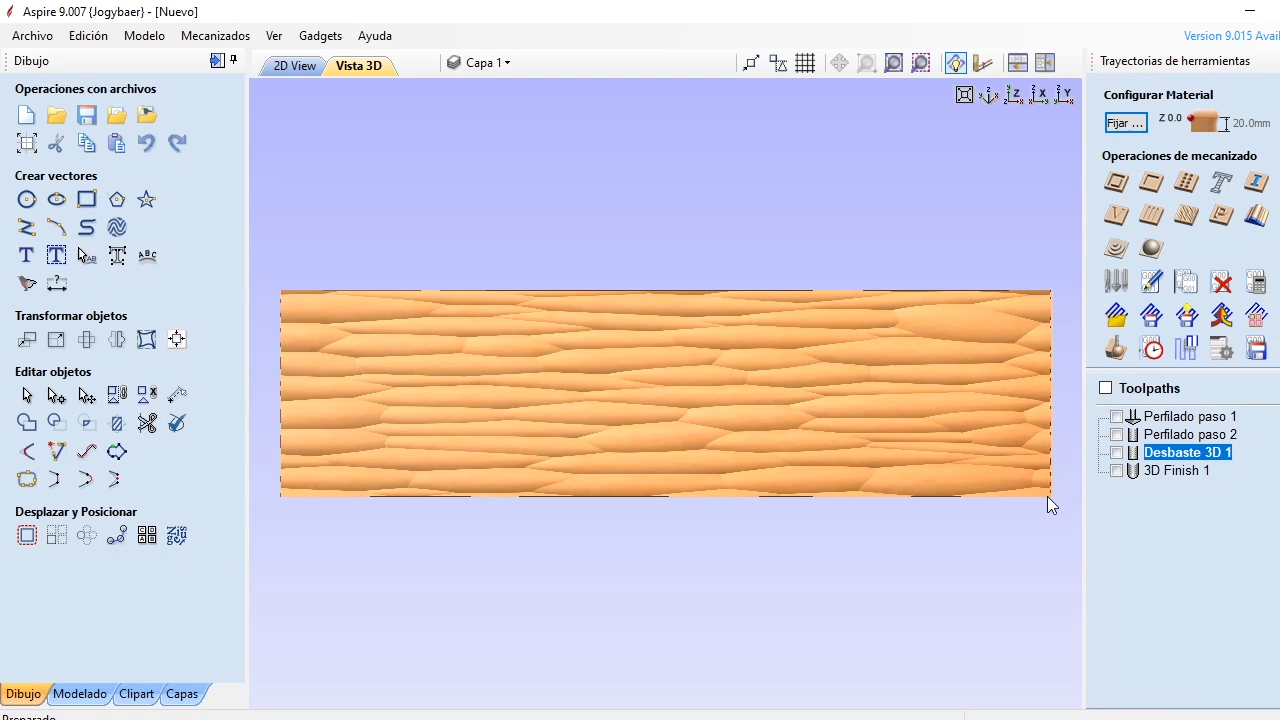 Aspire 9.007 {Jogybaer} - [Nuevo]
Archivo Edición Modelo Mecanizados Ver Gadgets Ayuda Version 9.015 Avai
Dibujo
2D View Vista 3D Capa 1
Trayectorias de herramientas
Operaciones con archivos
Crear vectores
Transformar objetos
Editar objetos
Desplazar y Posicionar
Dibujo Modelado Clipart Capas
Configurar Material
Fijar ... Z 0.0 20.0mm
Operaciones de mecanizado
Toolpaths
Perfilado paso 1
Perfilado paso 2
Desbaste 3D 1
3D Finish 1